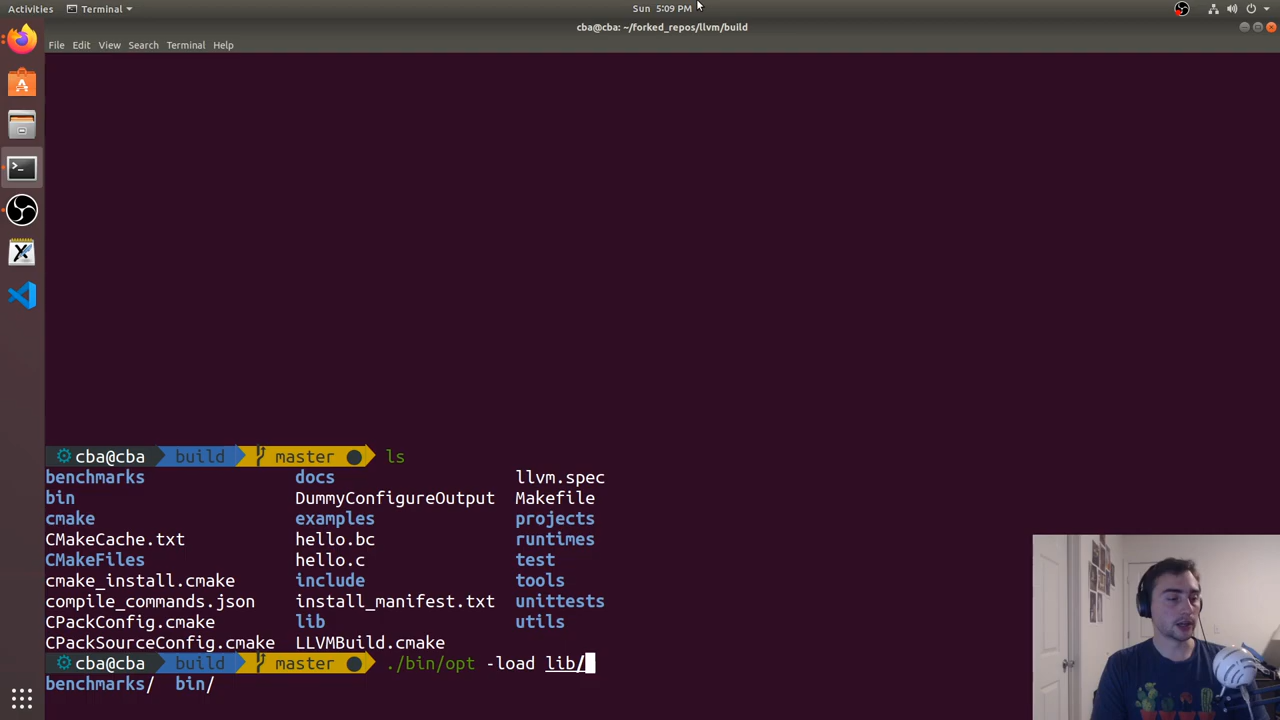 Activities Terminal Sun 5:09 PM
cba@cba: ~/forked_repos/llvm/build
File Edit View Search Terminal Help
cba@cba build master ls
benchmarks docs llvm.spec
bin DummyConfigureOutput Makefile
cmake examples projects
CMakeCache.txt hello.bc runtimes
CMakeFiles hello.c test
cmake_install.cmake include tools
compile_commands.json install_manifest.txt unittests
CPackConfig.cmake lib utils
CPackSourceConfig.cmake LLVMBuild.cmake
cba@cba build master ./bin/opt -load lib/
benchmarks/ bin/